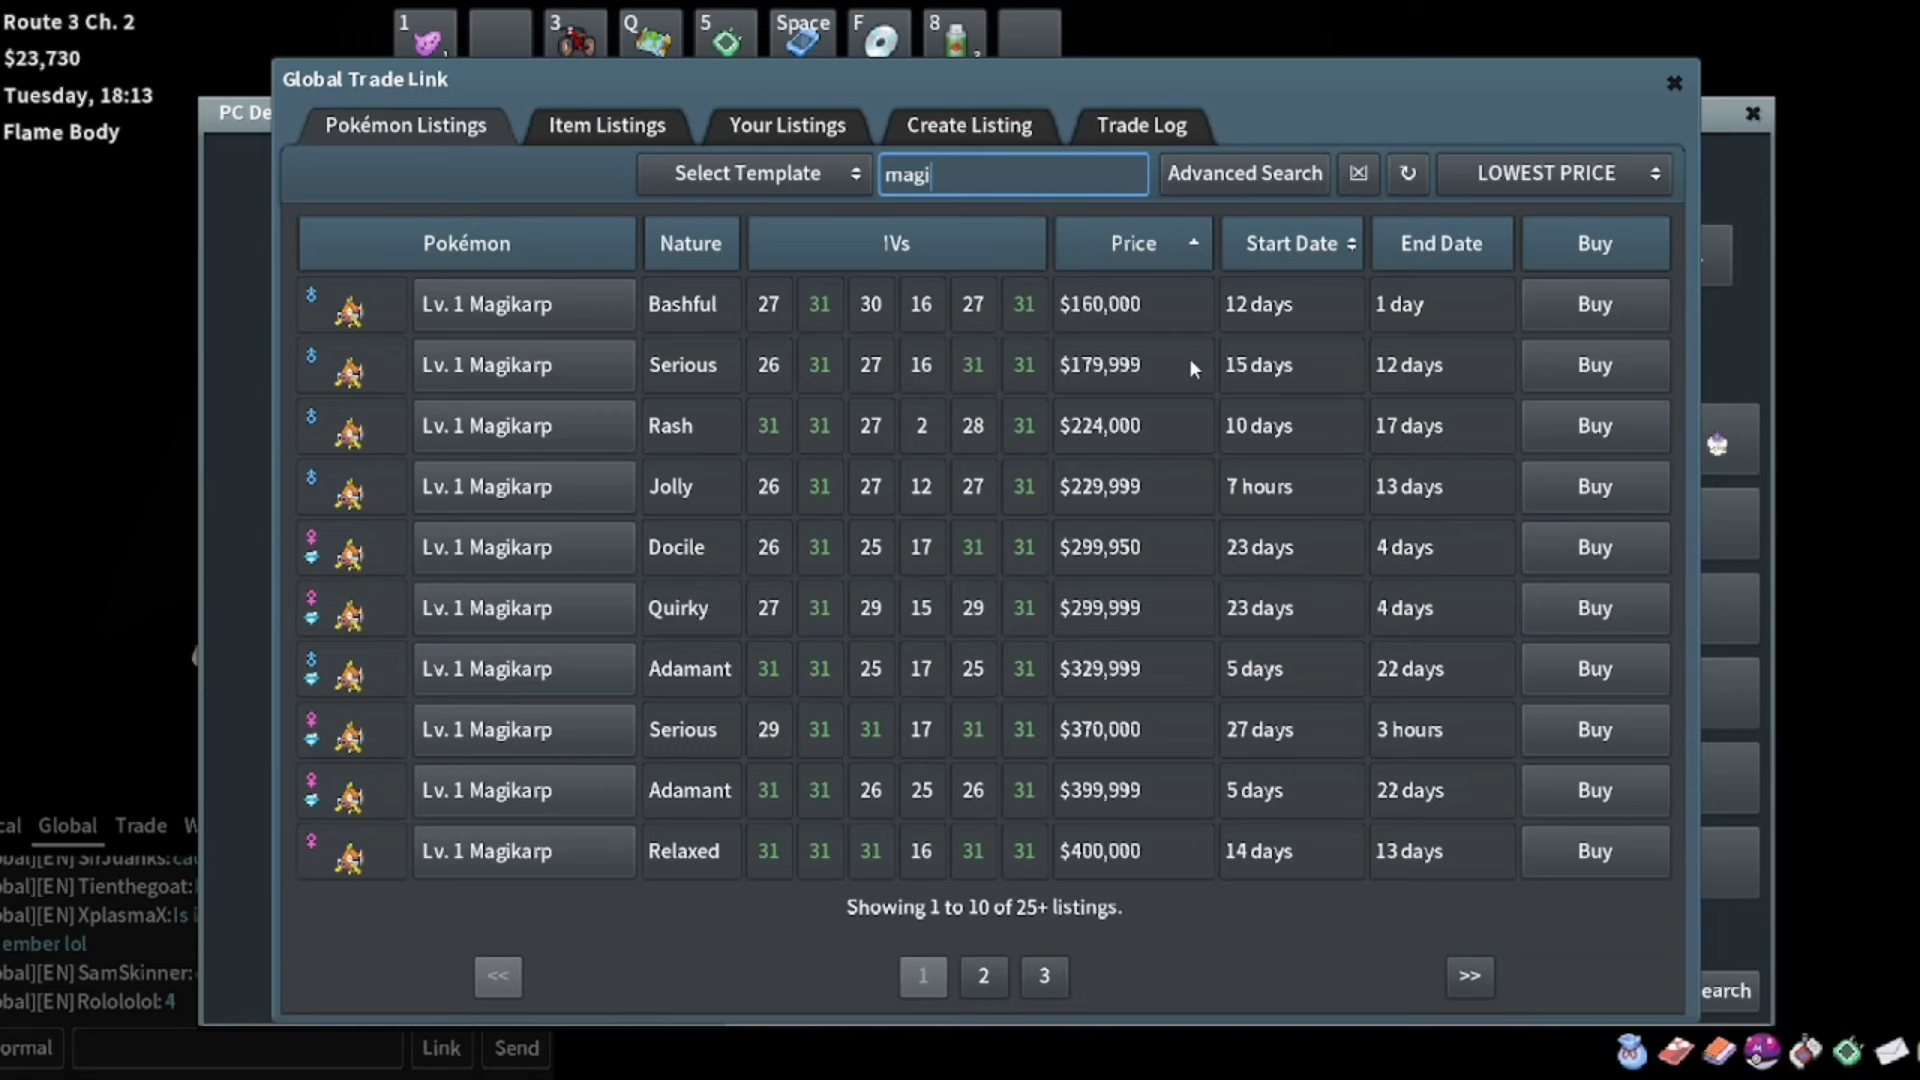 Route 3 Ch. 2
$23,730
Tuesday, 18:13
Flame Body
1 3 Q 5 Space F 8
PC De
Global Trade Link
Pokémon Listings Item Listings Your Listings Create Listing Trade Log
Select Template magi Advanced Search LOWEST PRICE
Pokémon Nature IVs Price Start Date End Date Buy
Lv. 1 Magikarp Bashful 27 31 30 16 27 31 $160,000 12 days 1 day Buy
Lv. 1 Magikarp Serious 26 31 27 16 31 31 $179,999 15 days 12 days Buy
Lv. 1 Magikarp Rash 31 31 27 2 28 31 $224,000 10 days 17 days Buy
Lv. 1 Magikarp Jolly 26 31 27 12 27 31 $229,999 7 hours 13 days Buy
Lv. 1 Magikarp Docile 26 31 25 17 31 31 $299,950 23 days 4 days Buy
Lv. 1 Magikarp Quirky 27 31 29 15 29 31 $299,999 23 days 4 days Buy
Lv. 1 Magikarp Adamant 31 31 25 17 25 31 $329,999 5 days 22 days Buy
Lv. 1 Magikarp Serious 29 31 31 17 31 31 $370,000 27 days 3 hours Buy
Lv. 1 Magikarp Adamant 31 31 26 25 26 31 $399,999 5 days 22 days Buy
Lv. 1 Magikarp Relaxed 31 31 31 16 31 31 $400,000 14 days 13 days Buy
Showing 1 to 10 of 25+ listings.
<< 1 2 3 >>
earch
cal Global Trade W
obal][EN] SirJuanks: ca
obal][EN] Tienthegoat:
obal][EN] XplasmaX: Is i
ember lol
obal][EN] SamSkinner:
obal][EN] Rolololol: 4
ormal Link Send